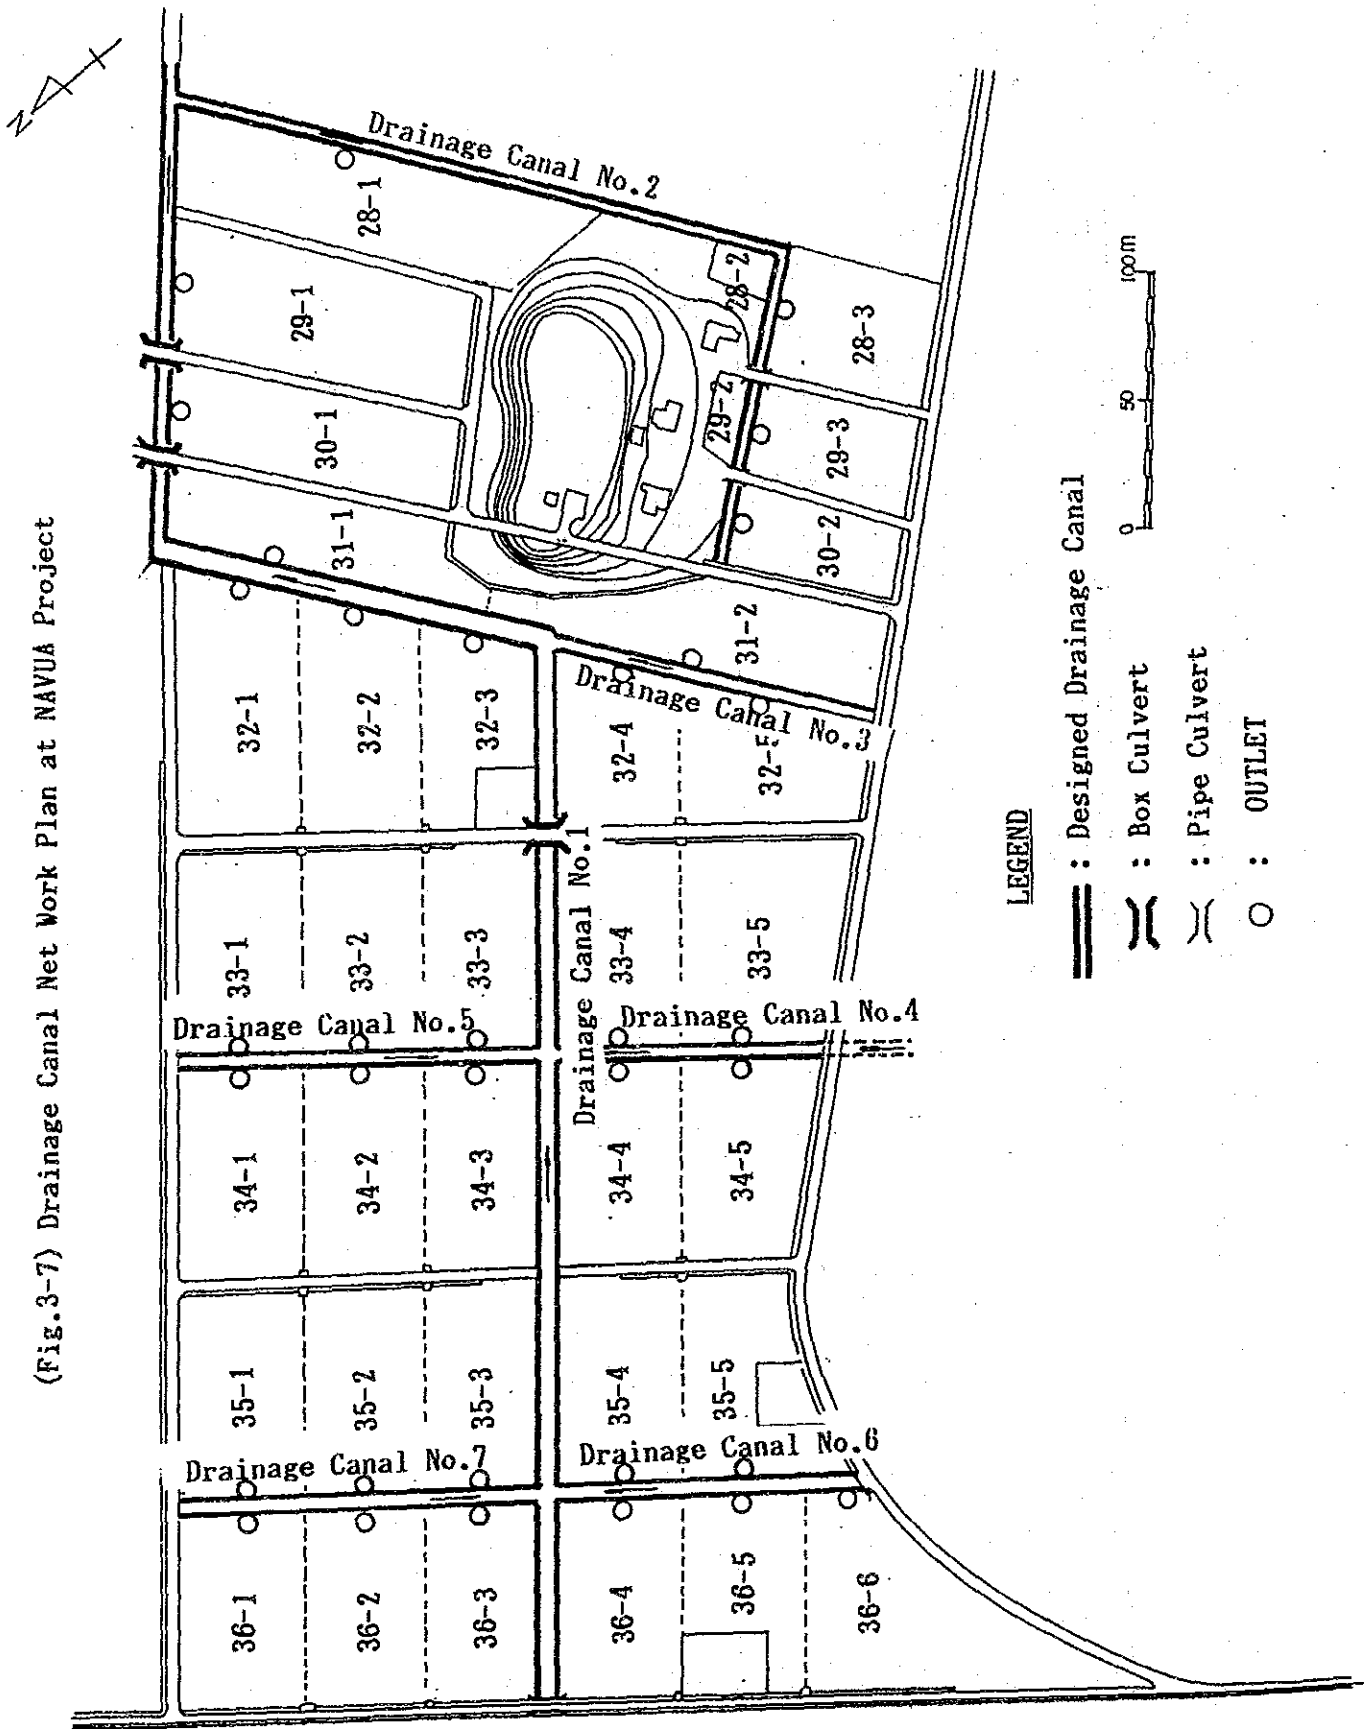 (Fig.3-7) Drainage Canal Net Work Plan at NAVUA Project
N
Drainage Canal No.2
28-1
29-1
30-1
31-1
28-2
29-2
28-3
29-3
30-2
31-2
Drainage Canal No.3
32-1
32-2
32-3
32-4
32-5
Drainage Canal No.1
33-1
33-2
33-3
33-4
33-5
Drainage Canal No.5
Drainage Canal No.4
34-1
34-2
34-3
34-4
34-5
35-1
35-2
35-3
35-4
35-5
Drainage Canal No.7
Drainage Canal No.6
36-1
36-2
36-3
36-4
36-5
36-6
LEGEND
: Designed Drainage Canal
: Box Culvert
: Pipe Culvert
: OUTLET
0 50 100m